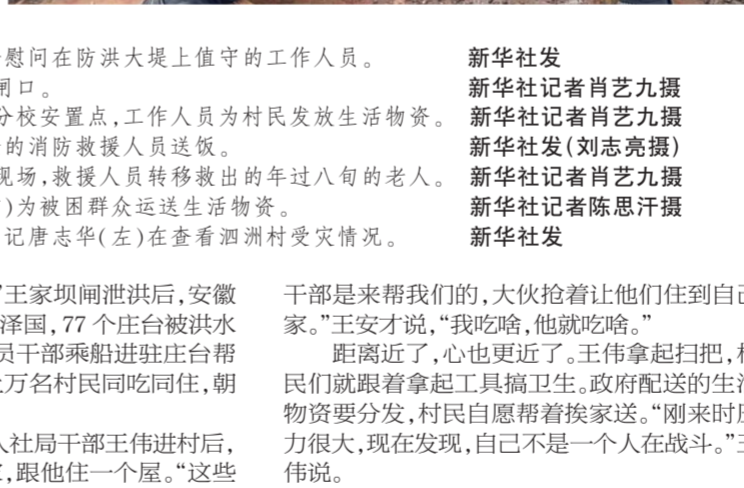 慰问在防洪大堤上值守的工作人员。 新华社发
闸口。 新华社记者肖艺九摄
分校安置点,工作人员为村民发放生活物资。 新华社记者肖艺九摄
的消防救援人员送饭。 新华社发(刘志亮摄)
现场,救援人员转移救出的年过八旬的老人。 新华社记者肖艺九摄
)为被困群众运送生活物资。 新华社记者陈思汗摄
记唐志华(左)在查看泗洲村受灾情况。 新华社发
”王家坝闸泄洪后,安徽
泽国,77个庄台被洪水
员干部乘船进驻庄台帮
上万名村民同吃同住,朝
人社局干部王伟进村后,
,跟他住一个屋。“这些
干部是来帮我们的,大伙抢着让他们住到自己
家。”王安才说,“我吃啥,他就吃啥。”
距离近了,心也更近了。王伟拿起扫把,村
民们就跟着拿起工具搞卫生。政府配送的生活
物资要分发,村民自愿帮着挨家送。“刚来时压
力很大,现在发现,自己不是一个人在战斗。”王
伟说。